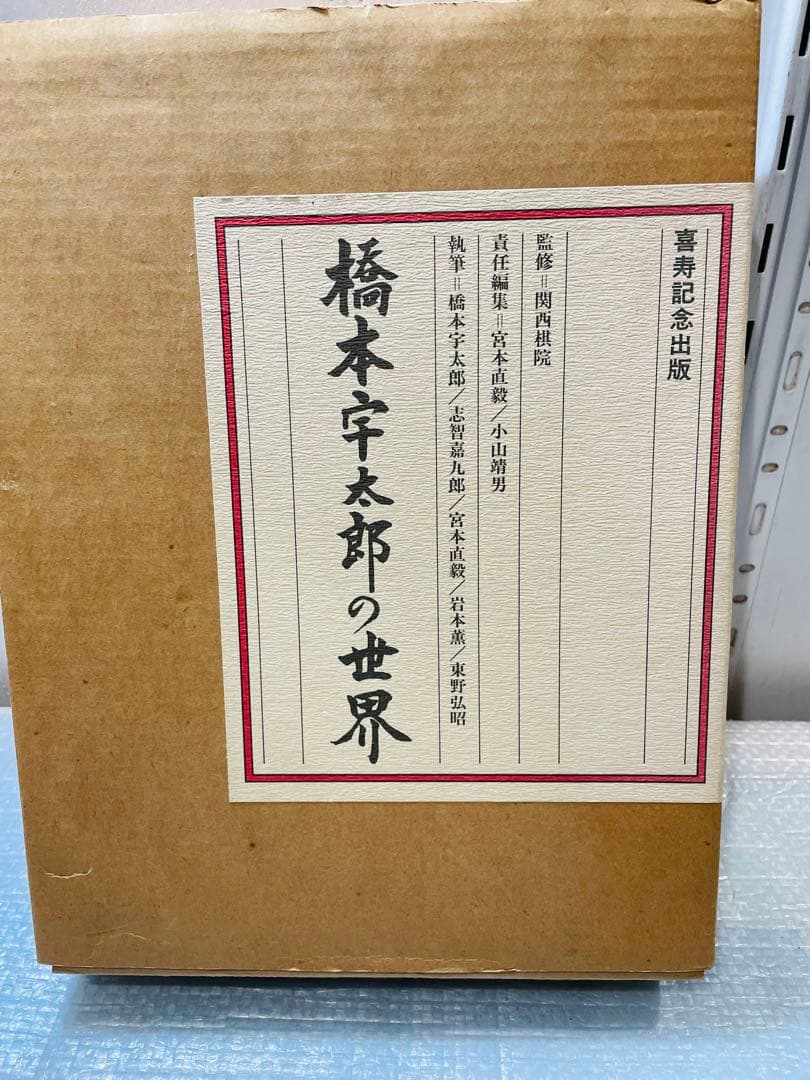 喜寿記念出版
監修＝関西棋院
責任編集＝宮本直毅／小山靖男
執筆＝橋本宇太郎／志智嘉九郎／宮本直毅／岩本薫／東野弘昭
橋本宇太郎の世界